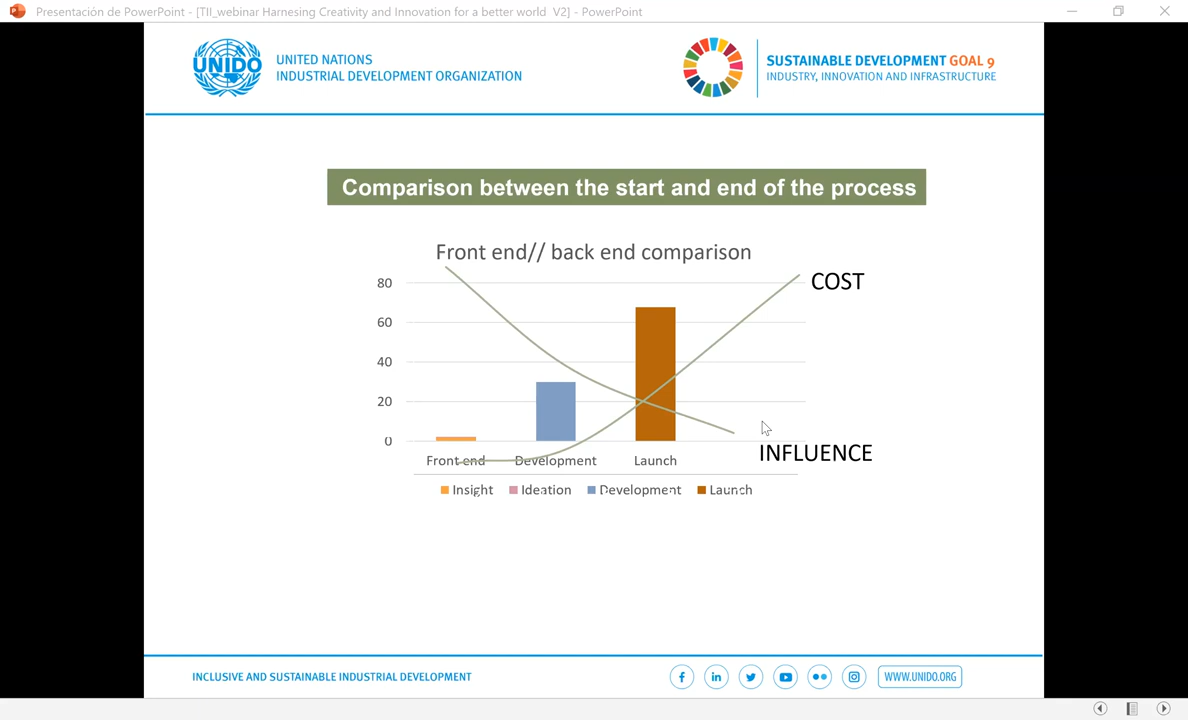 Presentación de PowerPoint - [TII_webinar Harnesing Creativity and Innovation for a better world  V2] - PowerPoint
UNIDO
UNITED NATIONS
INDUSTRIAL DEVELOPMENT ORGANIZATION
SUSTAINABLE DEVELOPMENT GOAL 9
INDUSTRY, INNOVATION AND INFRASTRUCTURE
Comparison between the start and end of the process
Front end// back end comparison
80
60
40
20
0
COST
INFLUENCE
Front end Development Launch
Insight Ideation Development Launch
INCLUSIVE AND SUSTAINABLE INDUSTRIAL DEVELOPMENT
WWW.UNIDO.ORG